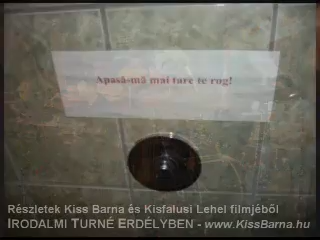 Apasă-mă mai tare te rog!
Részletek Kiss Barna és Kisfalusi Lehel filmjéből
IRODALMI TURNÉ ERDÉLYBEN - www.KissBarna.hu